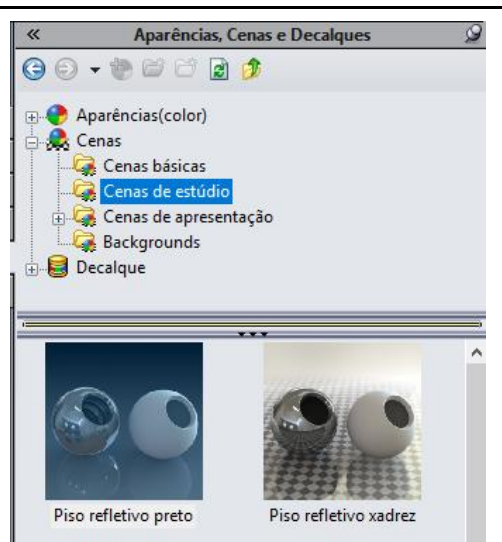 Aparências, Cenas e Decalques
Aparências(color)
Cenas
Cenas básicas
Cenas de estúdio
Cenas de apresentação
Backgrounds
Decalque
Piso refletivo preto
Piso refletivo xadrez